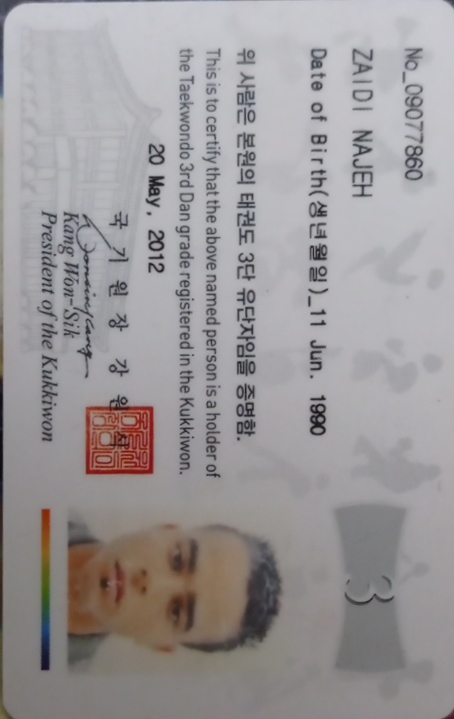 No_09077860
ZAIDI NAJEH
Date of Birth(생년월일)_11 Jun. 1990
위 사람은 본원의 태권도 3단 유단자임을 증명함.
This is to certify that the above named person is a holder of
the Taekwondo 3rd Dan grade registered in the Kukkiwon.
20 May, 2012
국 기 원 장 강 원 식
Kang Won-Sik
President of the Kukkiwon
3